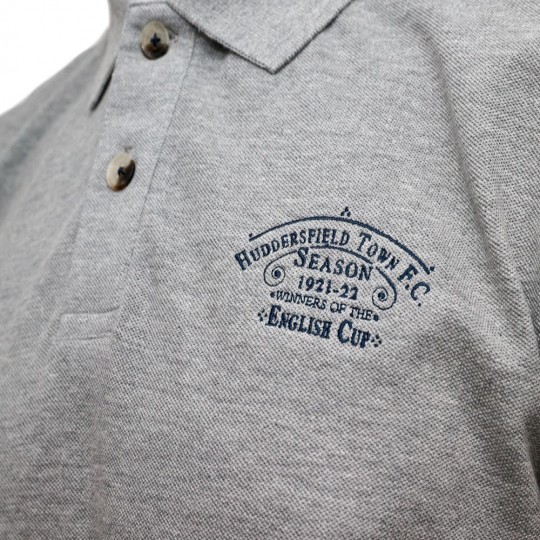 HUDDERSFIELD TOWN F.C.
SEASON
1921-22
WINNERS OF THE
ENGLISH CUP